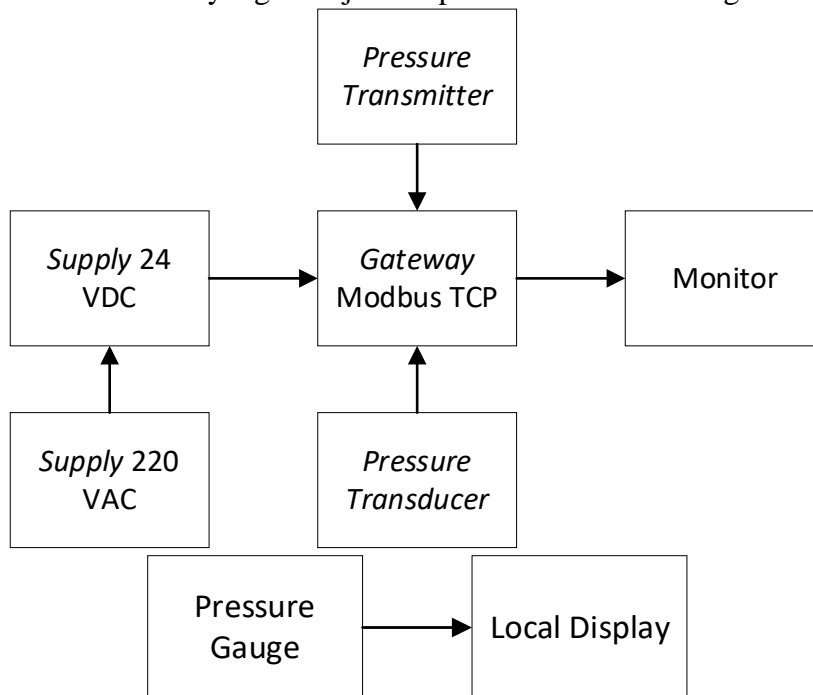 Pressure
Transmitter
Supply 24
VDC
Gateway
Modbus TCP
Monitor
Supply 220
VAC
Pressure
Transducer
Pressure
Gauge
Local Display